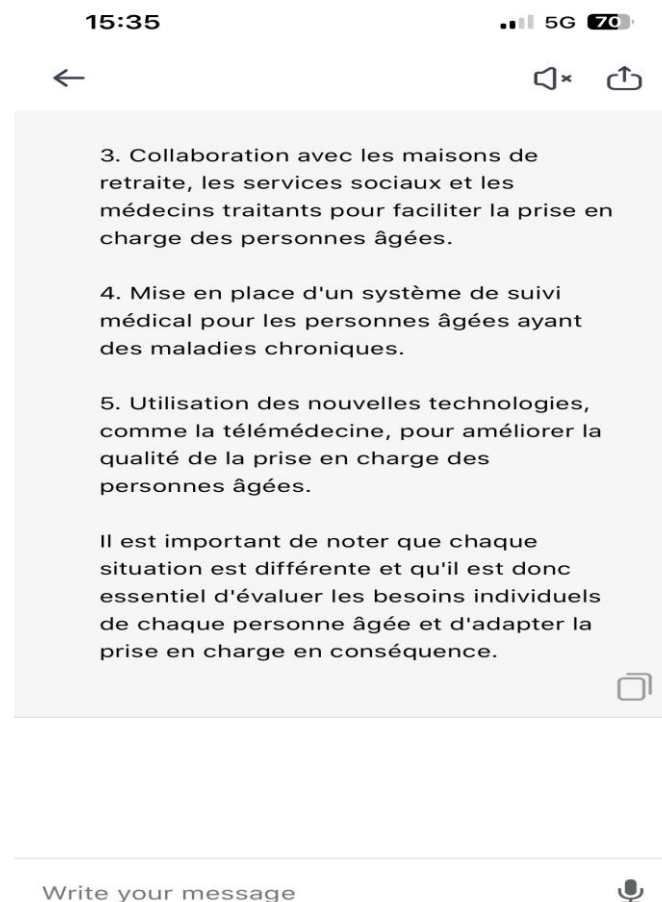 15:35 5G 70
3. Collaboration avec les maisons de
retraite, les services sociaux et les
médecins traitants pour faciliter la prise en
charge des personnes âgées.
4. Mise en place d'un système de suivi
médical pour les personnes âgées ayant
des maladies chroniques.
5. Utilisation des nouvelles technologies,
comme la télémédecine, pour améliorer la
qualité de la prise en charge des
personnes âgées.
Il est important de noter que chaque
situation est différente et qu'il est donc
essentiel d'évaluer les besoins individuels
de chaque personne âgée et d'adapter la
prise en charge en conséquence.
Write your message